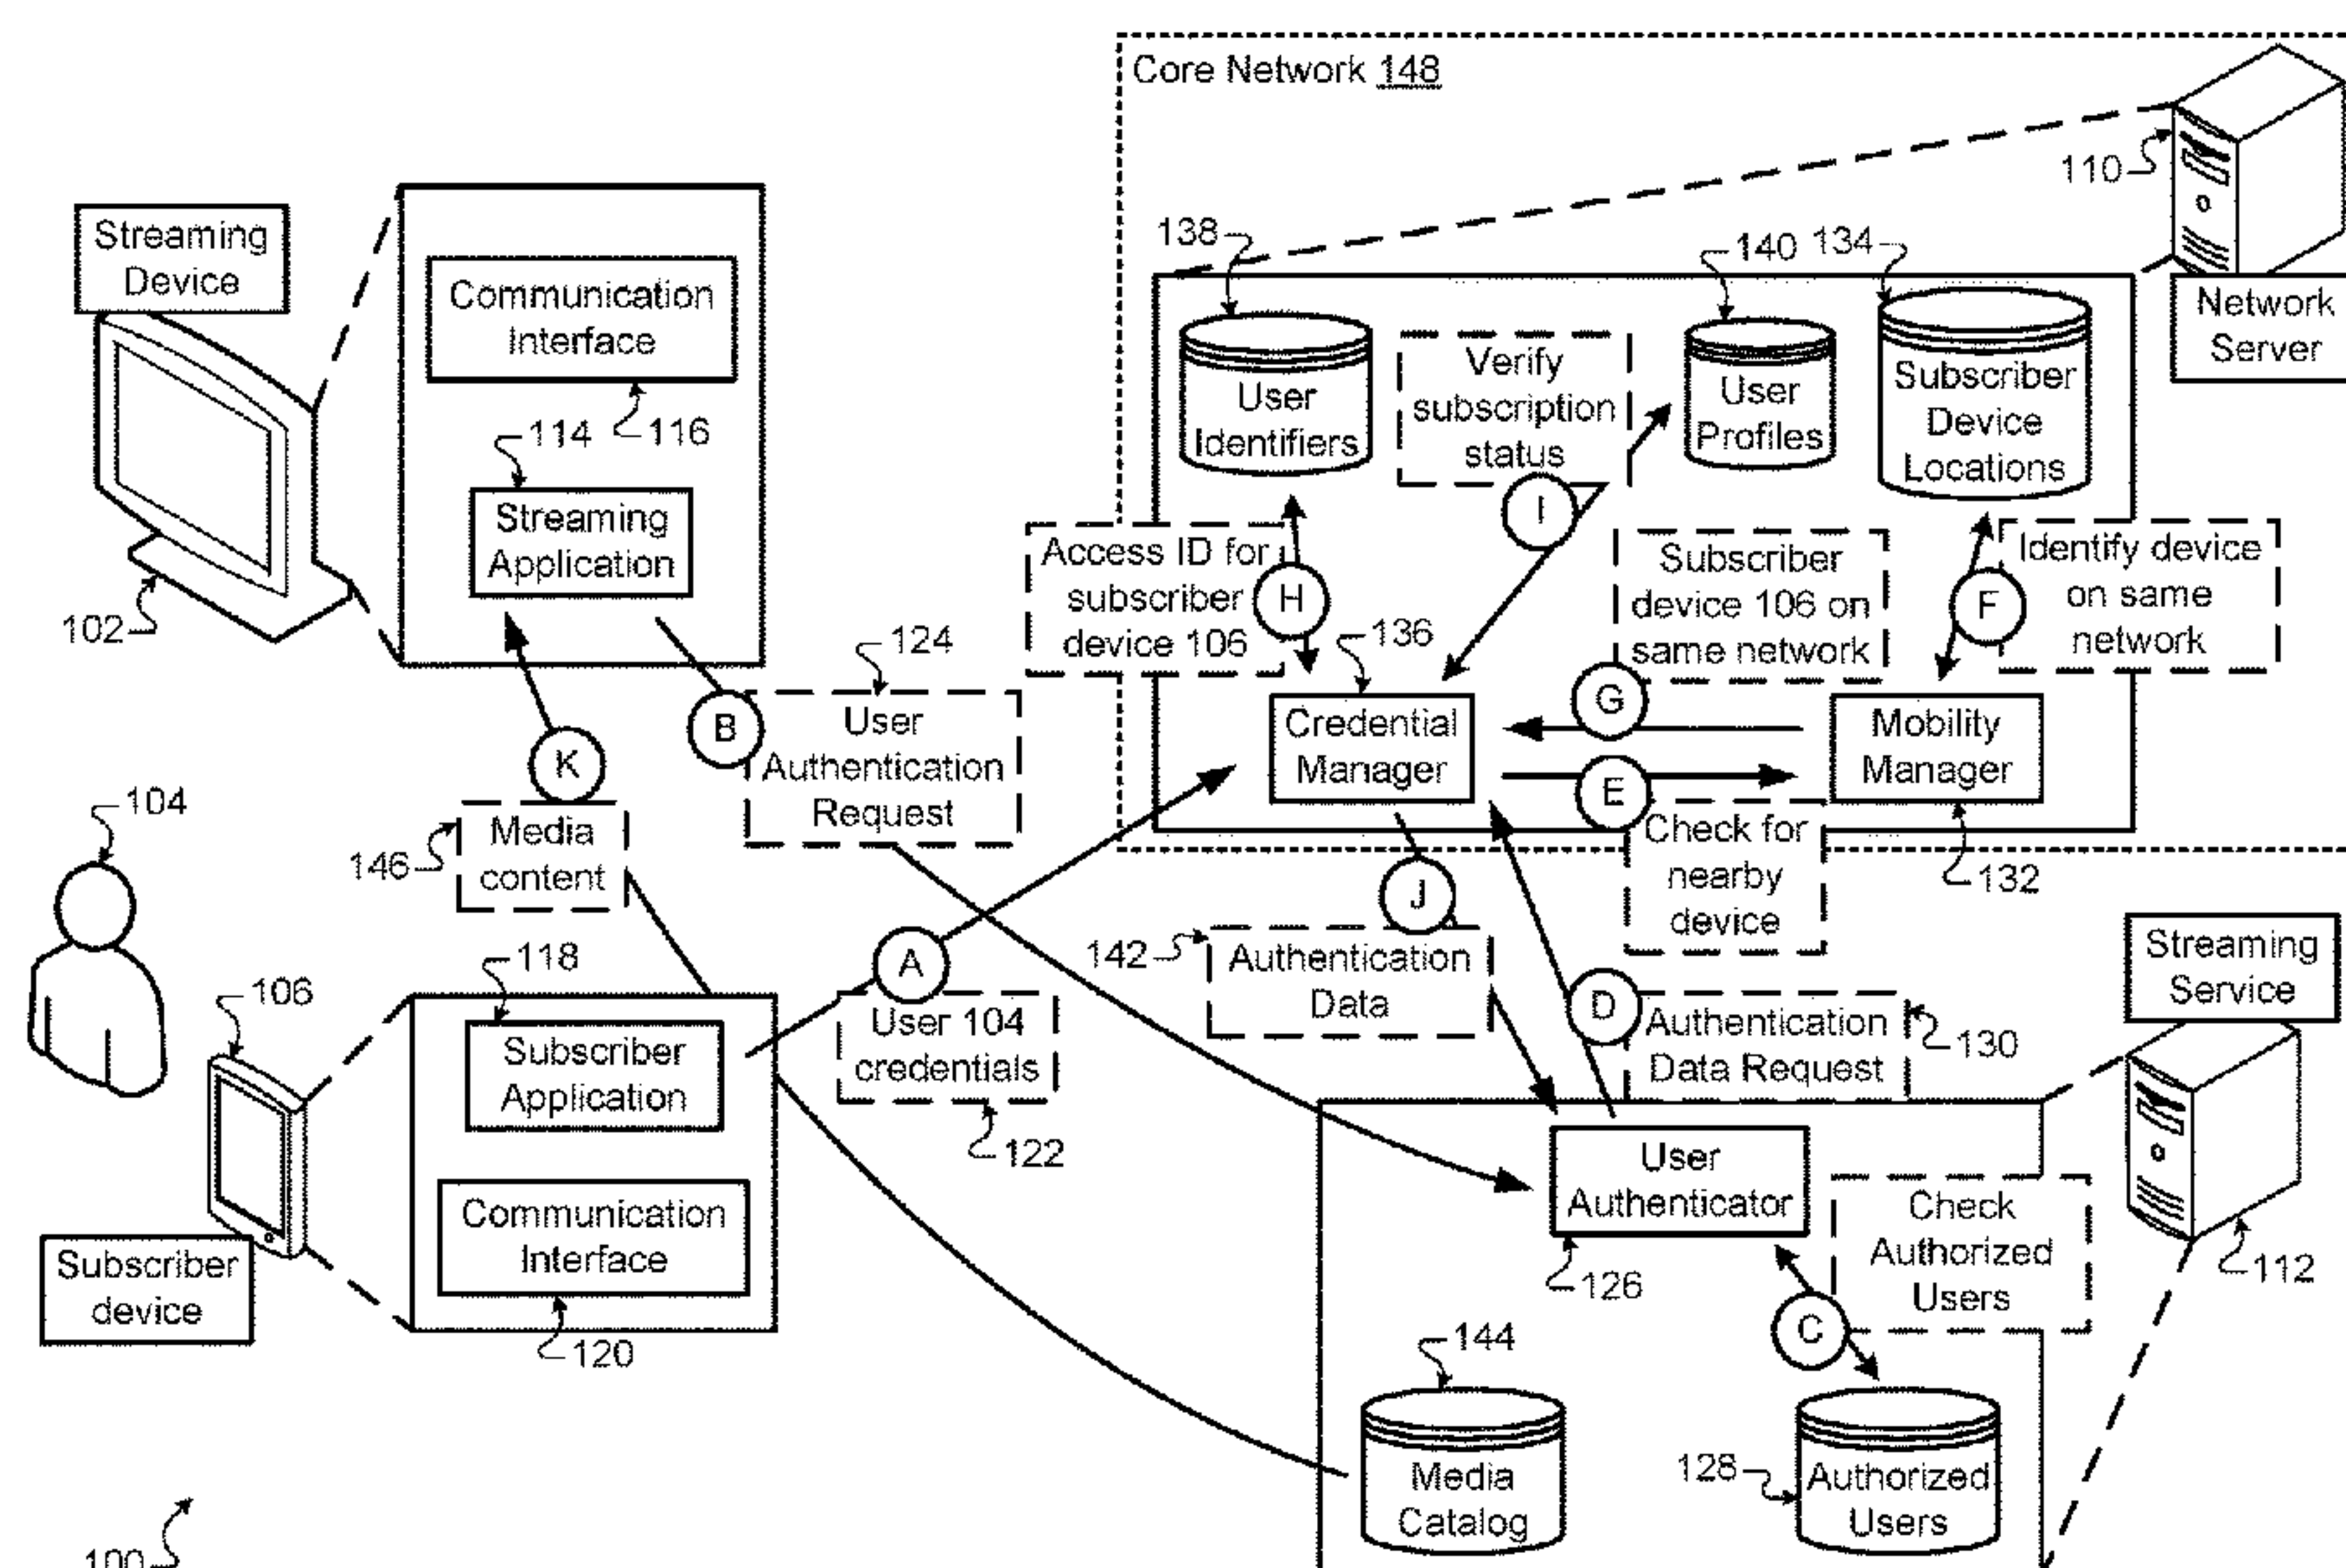 Core Network 148
110
Network
Server
Streaming
Device
102
Communication
Interface
116
114
Streaming
Application
138
User
Identifiers
Verify
subscription
status
I
140
User
Profiles
134
Subscriber
Device
Locations
Access ID for
subscriber
device 106
H
Subscriber
device 106 on
same network
G
F
Identify device
on same
network
136
Credential
Manager
E
Mobility
Manager
132
Check for
nearby
device
124
B
User
Authentication
Request
K
146
Media
content
104
106
Subscriber
device
118
Subscriber
Application
Communication
Interface
120
A
User 104
credentials
122
J
142
Authentication
Data
D
Authentication
Data Request
130
Streaming
Service
112
User
Authenticator
126
Check
Authorized
Users
C
144
Media
Catalog
128
Authorized
Users
100